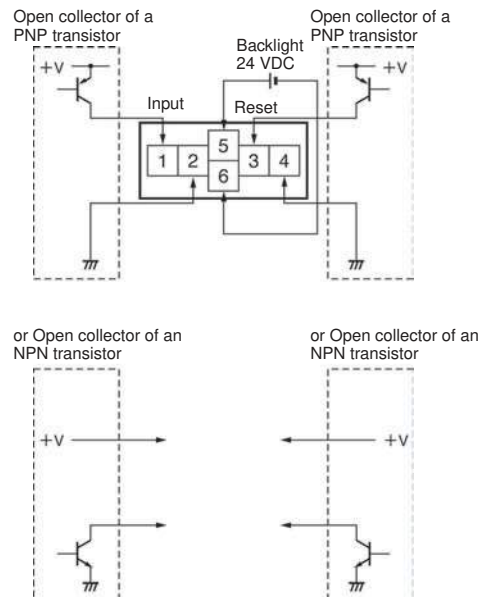 Open collector of a
PNP transistor
Open collector of a
PNP transistor
Backlight
24 VDC
+V
+V
Input
Reset
5
1 2 3 4
6
or Open collector of an
NPN transistor
or Open collector of an
NPN transistor
+V
+V